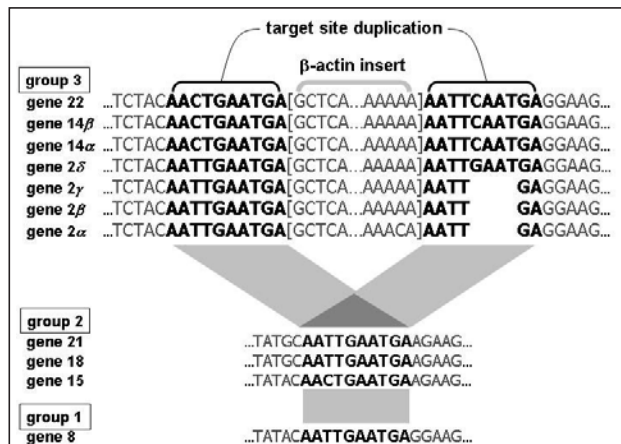 target site duplication
β-actin insert
group 3
gene 22 ...TCTACAACTGAATGA[GCTCA...AAAAA]AATTCAATGAGGAAG...
gene 14β ...TCTACAACTGAATGA[GCTCA...AAAAA]AATTCAATGAGGAAG...
gene 14α ...TCTACAACTGAATGA[GCTCA...AAAAA]AATTCAATGAGGAAG...
gene 2δ ...TCTACAATTGAATGA[GCTCA...AAAAA]AATTGAATGAGGAAG...
gene 2γ ...TCTACAATTGAATGA[GCTCA...AAAAA]AATT GAGGAAG...
gene 2β ...TCTACAATTGAATGA[GCTCA...AAAAA]AATT GAGGAAG...
gene 2α ...TCTACAATTGAATGA[GCTCA...AAACA]AATT GAGGAAG...
group 2
gene 21 ...TATGCAATTGAATGAAGAAG...
gene 18 ...TATGCAATTGAATGAAGAAG...
gene 15 ...TATACAACTGAATGAAGAAG...
group 1
gene 8 ...TATACAATTGAATGAGGAAG...